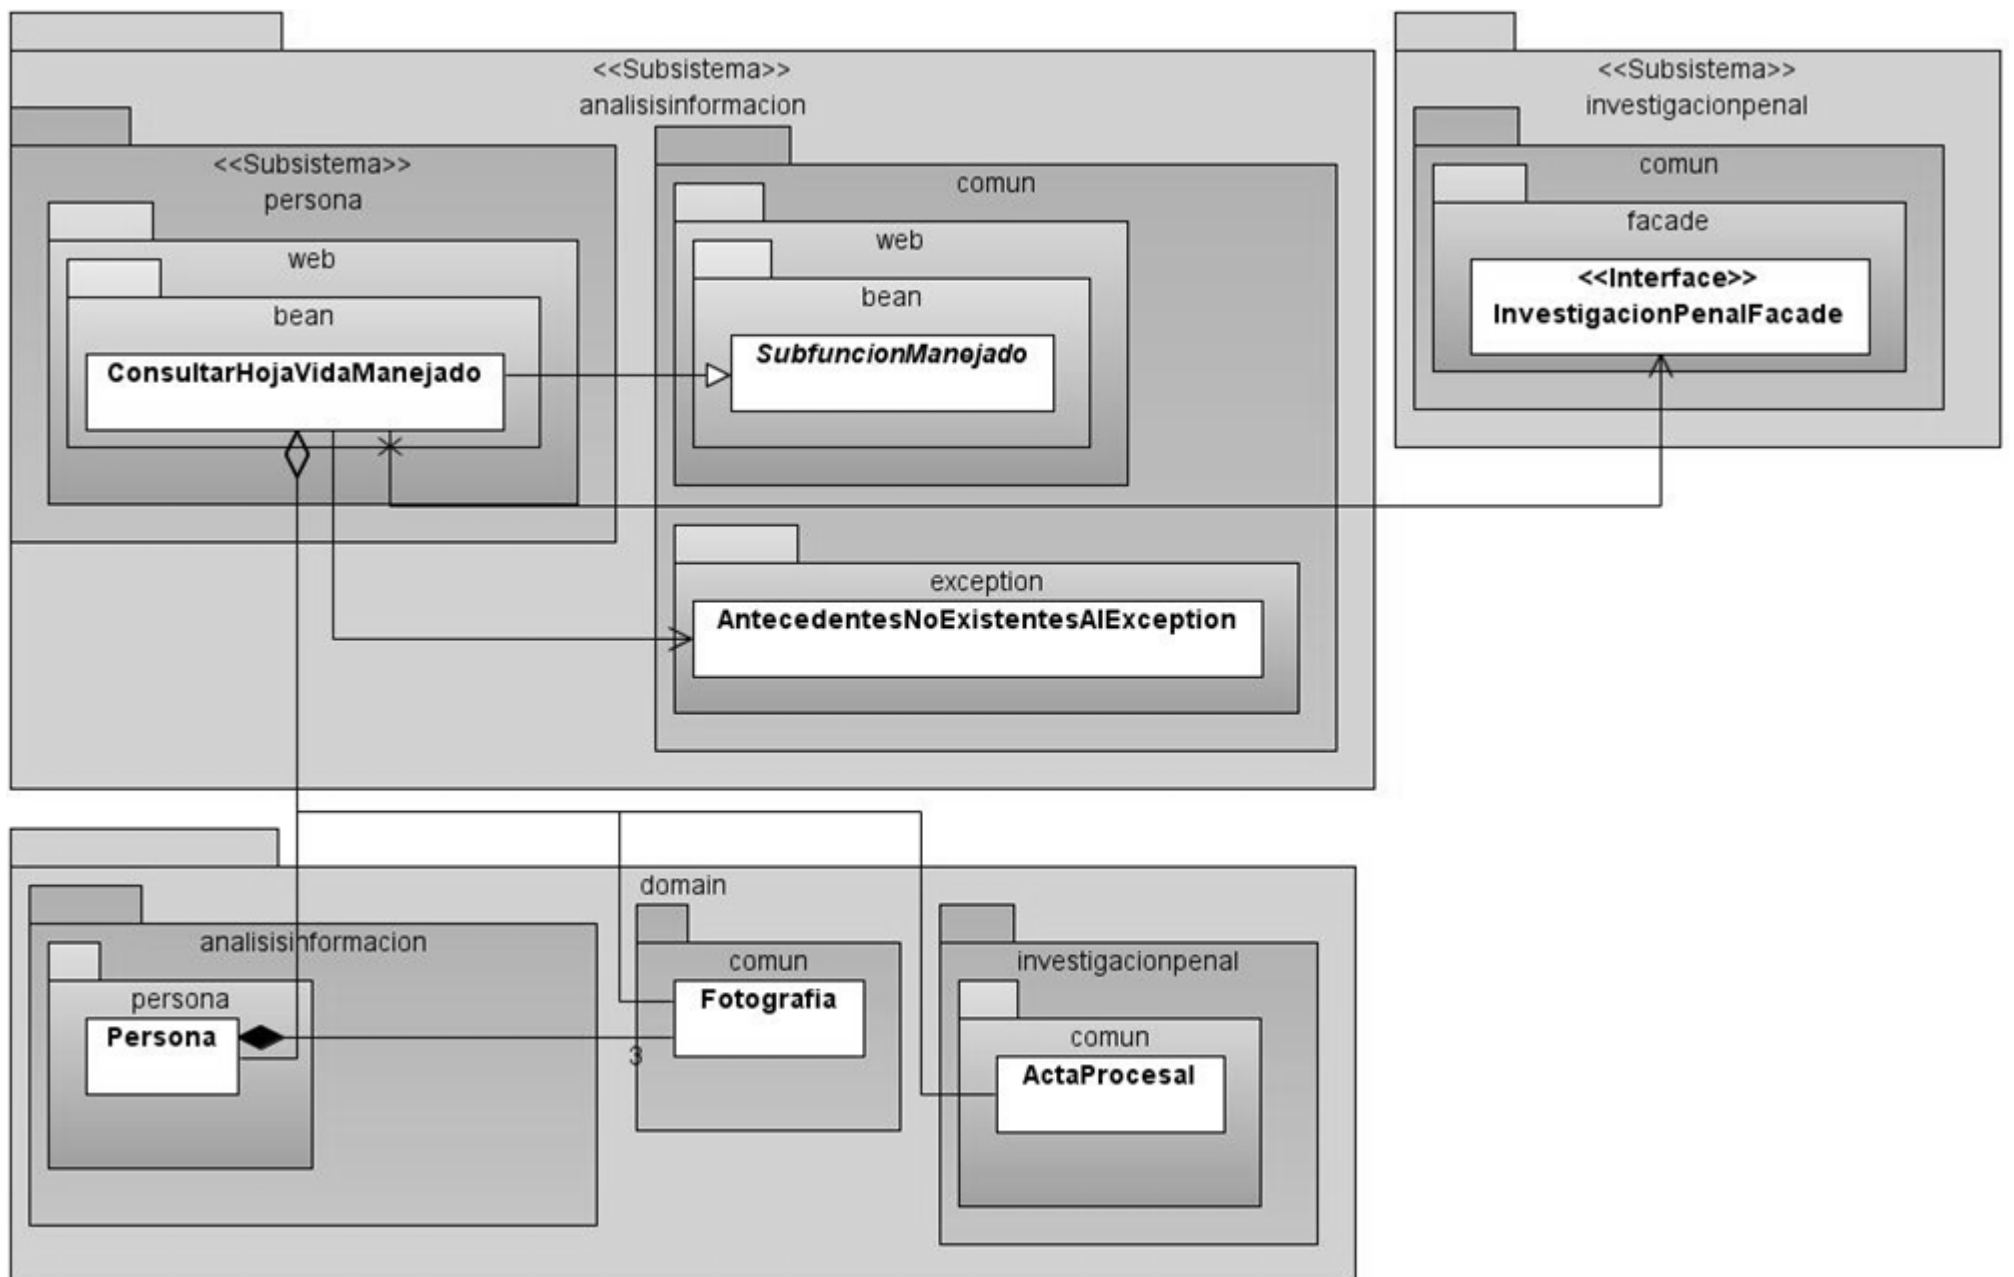 <<Subsistema>>
analisisinformacion
<<Subsistema>>
persona
web
bean
ConsultarHojaVidaManejado
comun
web
bean
SubfuncionManejado
exception
AntecedentesNoExistentesAIException
<<Subsistema>>
investigacionpenal
comun
facade
<<Interface>>
InvestigacionPenalFacade
domain
analisisinformacion
persona
Persona
3
comun
Fotografia
investigacionpenal
comun
ActaProcesal